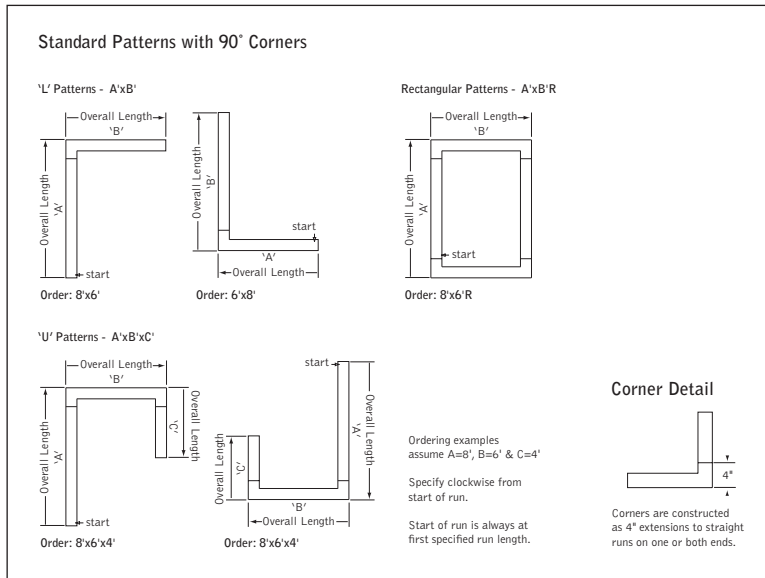 Standard Patterns with 90° Corners
‘L’ Patterns - A'xB'
Overall Length
‘B’
Overall Length
‘A’
start
Order: 8'x6'
Overall Length
‘B’
start
‘A’
Overall Length
Order: 6'x8'
Rectangular Patterns - A'xB'R
Overall Length
‘B’
Overall Length
‘A’
start
Order: 8'x6'R
‘U’ Patterns - A'xB'xC'
Overall Length
‘B’
Overall Length
‘A’
‘C’
Overall Length
start
Order: 8'x6'x4'
start
Overall Length
‘A’
Overall Length
‘C’
‘B’
Overall Length
Order: 8'x6'x4'
Ordering examples
assume A=8', B=6' & C=4'
Specify clockwise from
start of run.
Start of run is always at
first specified run length.
Corner Detail
4"
Corners are constructed
as 4" extensions to straight
runs on one or both ends.